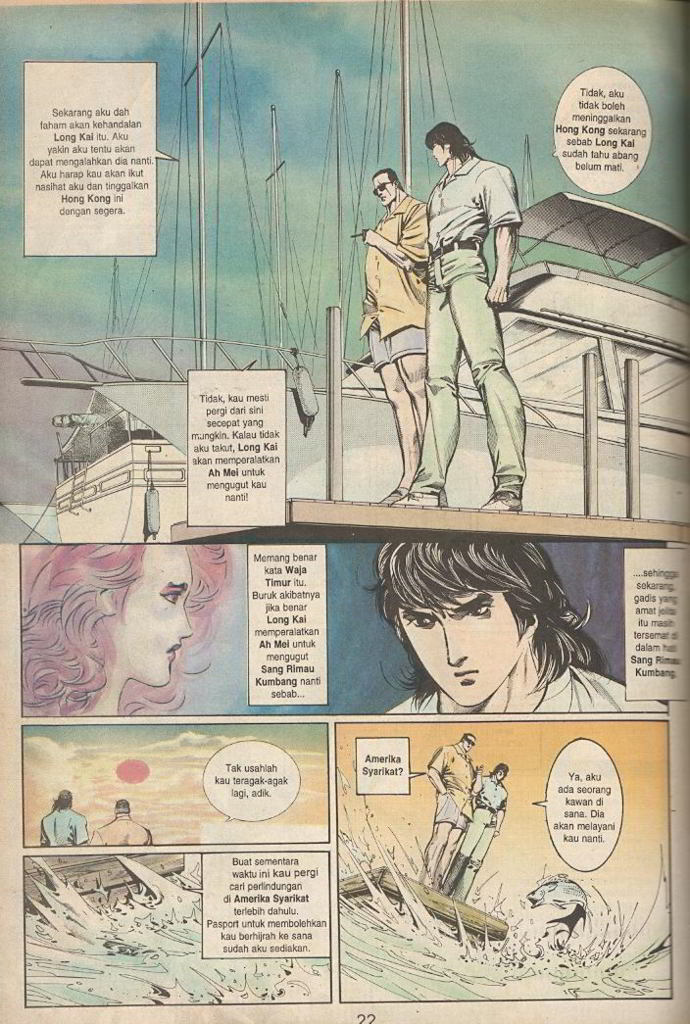 Sekarang aku dah
faham akan kehandalan
Long Kai itu. Aku
yakin aku tentu akan
dapat mengalahkan dia nanti.
Aku harap kau akan ikut
nasihat aku dan tinggalkan
Hong Kong ini
dengan segera.
Tidak, aku
tidak boleh
meninggalkan
Hong Kong sekarang
sebab Long Kai
sudah tahu abang
belum mati.
Tidak, kau mesti
pergi dari sini
secepat yang
mungkin. Kalau tidak
aku takut, Long Kai
akan memperalatkan
Ah Mei untuk
mengugut kau
nanti!
Memang benar
kata Waja
Timur itu.
Buruk akibatnya
jika benar
Long Kai
memperalatkan
Ah Mei untuk
mengugut
Sang Rimau
Kumbang nanti
sebab...
....sehingga
sekarang,
gadis yang
amat jelita
itu masih
tersemat di
dalam hati
Sang Rimau
Kumbang.
Tak usahlah
kau teragak-agak
lagi, adik.
Buat sementara
waktu ini kau pergi
cari perlindungan
di Amerika Syarikat
terlebih dahulu.
Pasport untuk membolehkan
kau berhijrah ke sana
sudah aku sediakan.
Amerika
Syarikat?
Ya, aku
ada seorang
kawan di
sana. Dia
akan melayani
kau nanti.
22